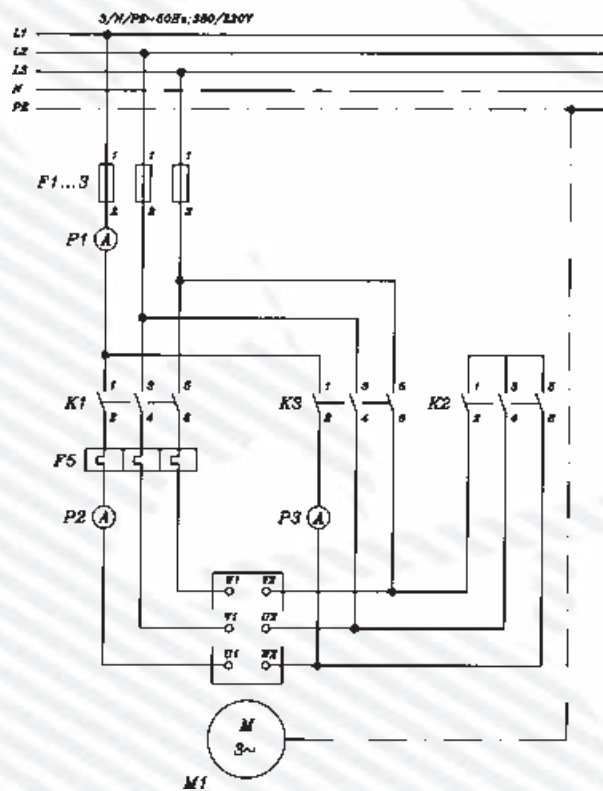 3/N/PE~50Hz;380/220V
L1
L2
L3
N
PE
1 1 1
F1...3
2 2 2
P1 A
1 3 5 1 3 5 1 3 5
K1 K3 K2
2 4 6 2 4 6 2 4 6
F5
P2 A P3 A
W1 V2
V1 U2
U1 W2
M
3~
M1